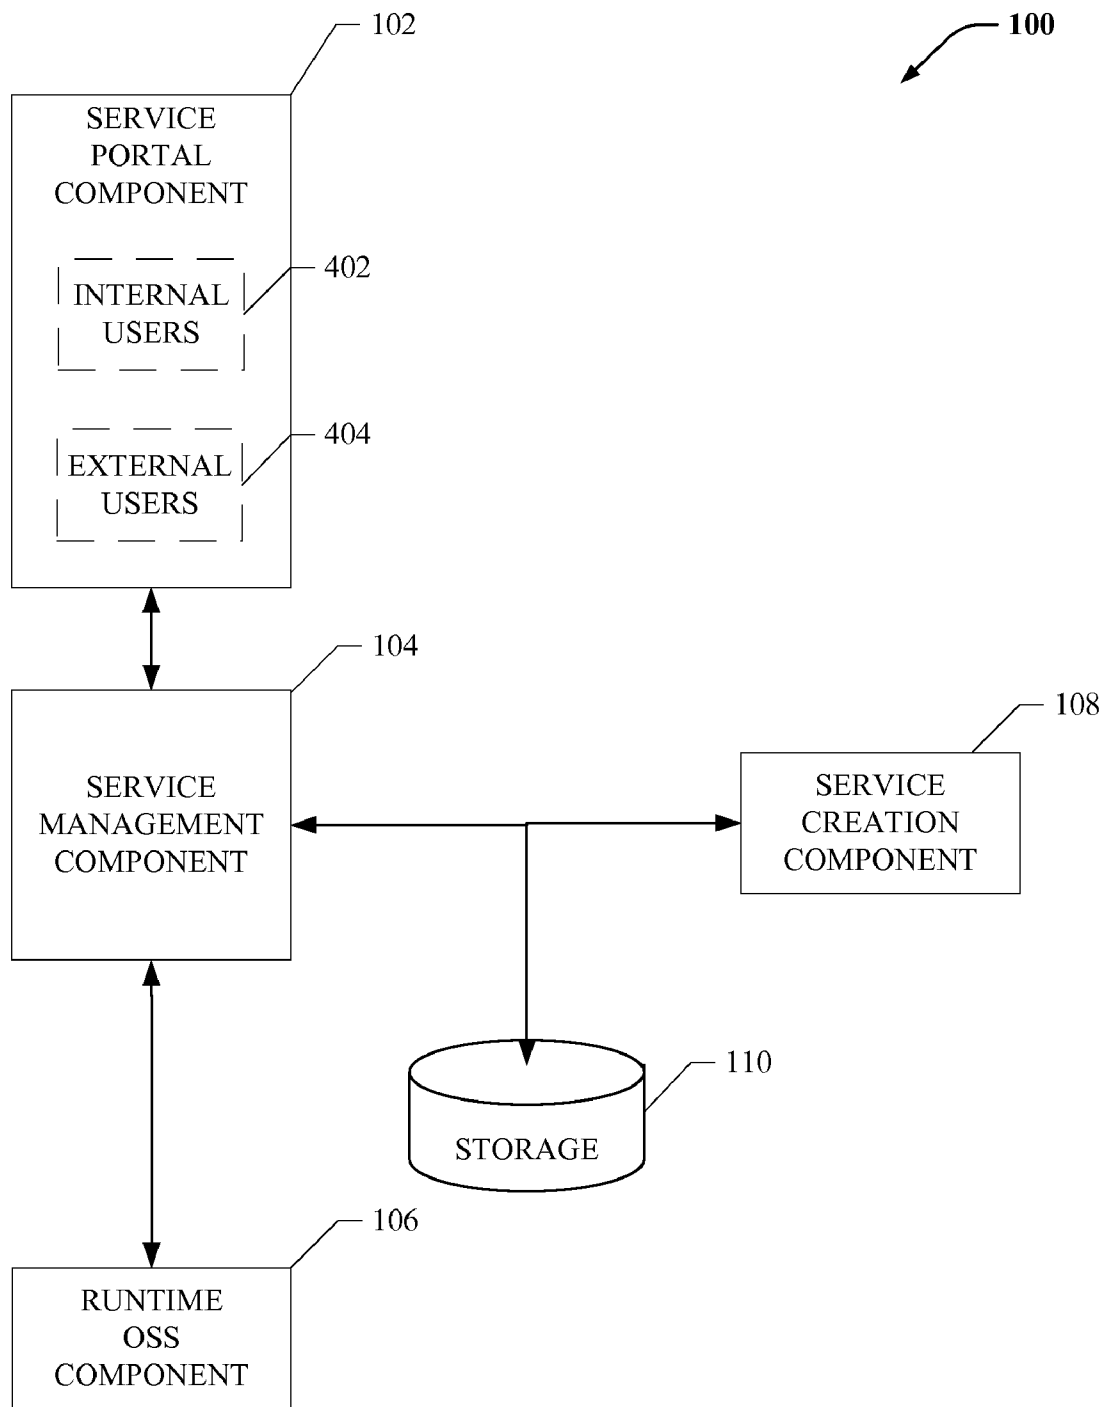 102
100
SERVICE
PORTAL
COMPONENT
402
INTERNAL
USERS
404
EXTERNAL
USERS
104
SERVICE
MANAGEMENT
COMPONENT
108
SERVICE
CREATION
COMPONENT
110
STORAGE
106
RUNTIME
OSS
COMPONENT